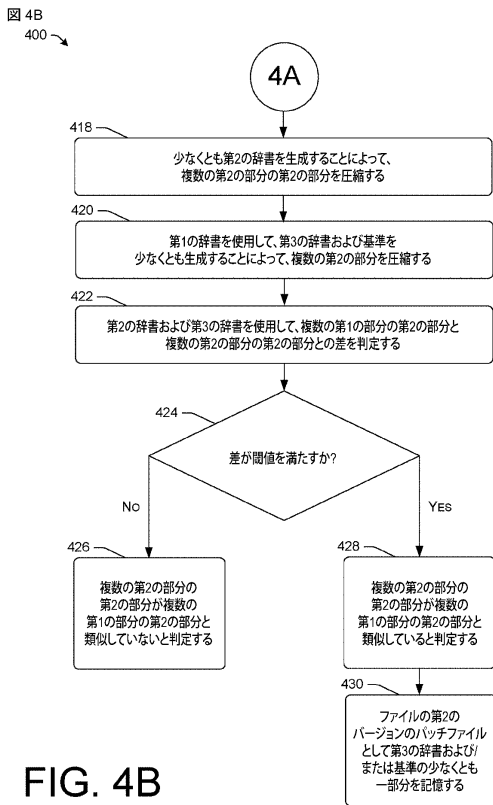 図 4B
400
4A
418
少なくとも第2の辞書を生成することによって、
複数の第2の部分の第2の部分を圧縮する
420
第1の辞書を使用して、第3の辞書および基準を
少なくとも生成することによって、複数の第2の部分を圧縮する
422
第2の辞書および第3の辞書を使用して、複数の第1の部分の第2の部分と
複数の第2の部分の第2の部分との差を判定する
424
差が閾値を満たすか?
NO
YES
426
複数の第2の部分の
第2の部分が複数の
第1の部分の第2の部分と
類似していないと判定する
428
複数の第2の部分の
第2の部分が複数の
第1の部分の第2の部分と
類似していると判定する
430
ファイルの第2の
バージョンのパッチファイル
として第3の辞書および/
または基準の少なくとも
一部分を記憶する
FIG. 4B